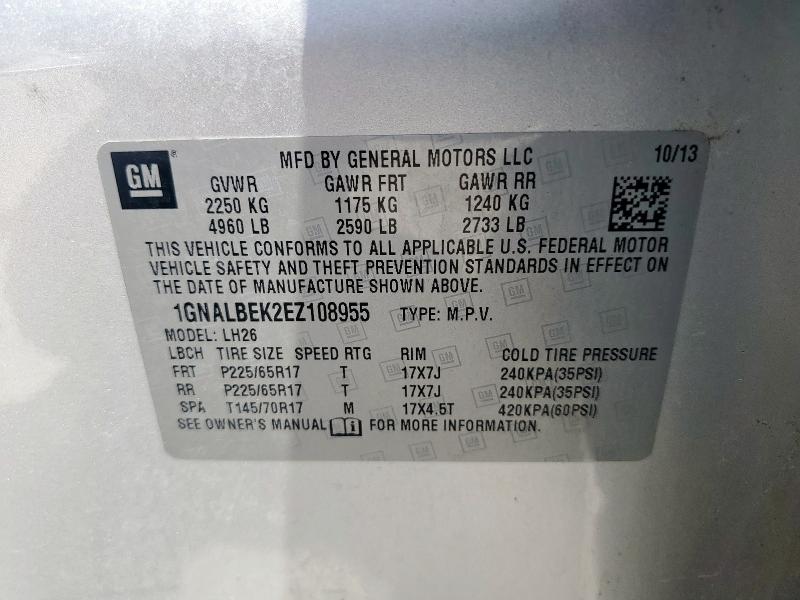 GM ® MFD BY GENERAL MOTORS LLC 10/13
GVWR GAWR FRT GAWR RR
2250 KG 1175 KG 1240 KG
4960 LB 2590 LB 2733 LB
THIS VEHICLE CONFORMS TO ALL APPLICABLE U.S. FEDERAL MOTOR
VEHICLE SAFETY AND THEFT PREVENTION STANDARDS IN EFFECT ON
THE DATE OF MANUFACTURE SHOWN ABOVE.
1GNALBEK2EZ108955 TYPE: M.P.V.
MODEL: LH26
LBCH TIRE SIZE SPEED RTG RIM COLD TIRE PRESSURE
FRT P225/65R17 T 17X7J 240KPA(35PSI)
RR P225/65R17 T 17X7J 240KPA(35PSI)
SPA T145/70R17 M 17X4.5T 420KPA(60PSI)
SEE OWNER'S MANUAL FOR MORE INFORMATION.